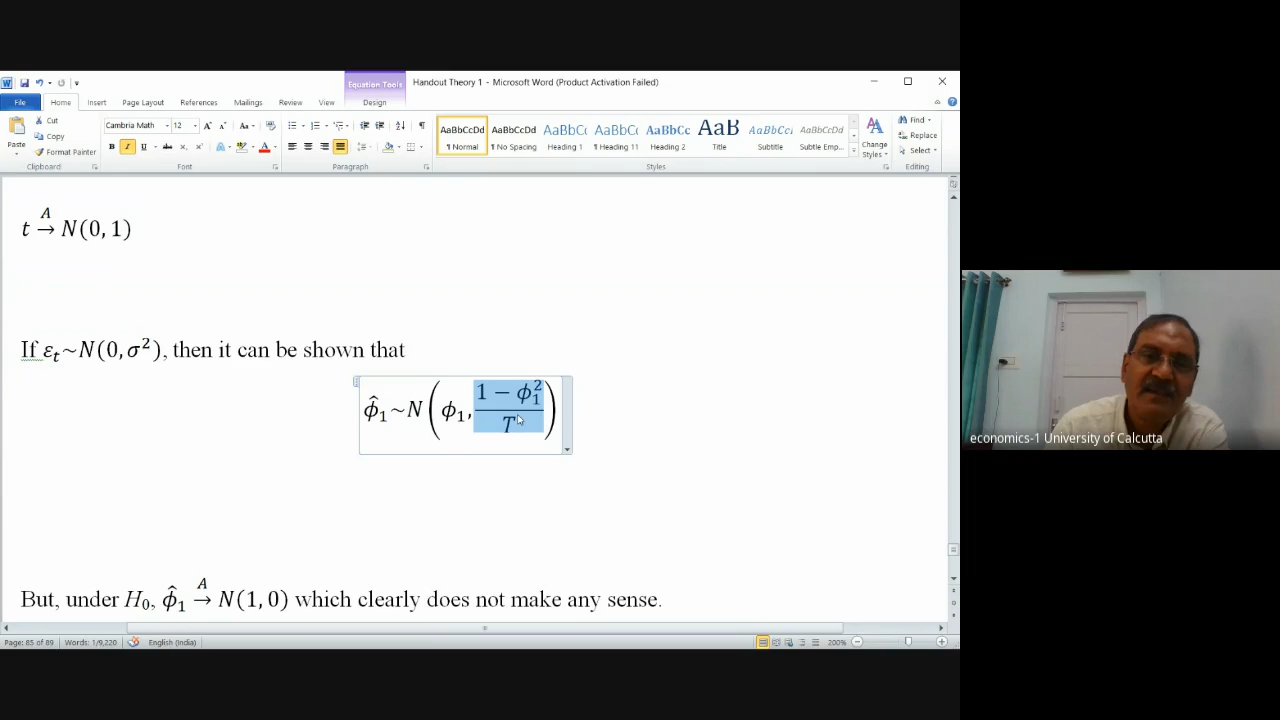 Equation Tools
Handout Theory 1 - Microsoft Word (Product Activation Failed)
File Home Insert Page Layout References Mailings Review View Design
Paste
Cut
Copy
Format Painter
Clipboard
Cambria Math 12
B I U abc
Font
Paragraph
AaBbCcDd AaBbCcDd AaBbC( AaBbCc AaBbCc AaB AaBbCcl AaBbCcDd
¶ Normal ¶ No Spacing Heading 1 ¶ Heading 11 Heading 2 Title Subtitle Subtle Emp...
Change Styles
Styles
Find
Replace
Select
Editing
t →ᴬ N(0, 1)
If ε_t~N(0, σ²), then it can be shown that
ϕ̂₁~N(ϕ₁, (1 − ϕ₁²)/T)
But, under H₀, ϕ̂₁ →ᴬ N(1, 0) which clearly does not make any sense.
Page: 85 of 89 Words: 1/9,220 English (India) 200%
economics-1 University of Calcutta